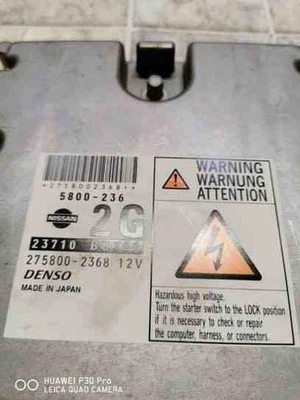 *2758002368*
5800-236
NISSAN
2G
23710
275800-2368 12V
DENSO
MADE IN JAPAN
WARNING
WARNUNG
ATTENTION
Hazardous high voltage.
Turn the starter switch to the LOCK position
if it is necessary to check or repair
the computer, harness, or connectors.
HUAWEI P30 Pro
LEICA QUAD CAMERA